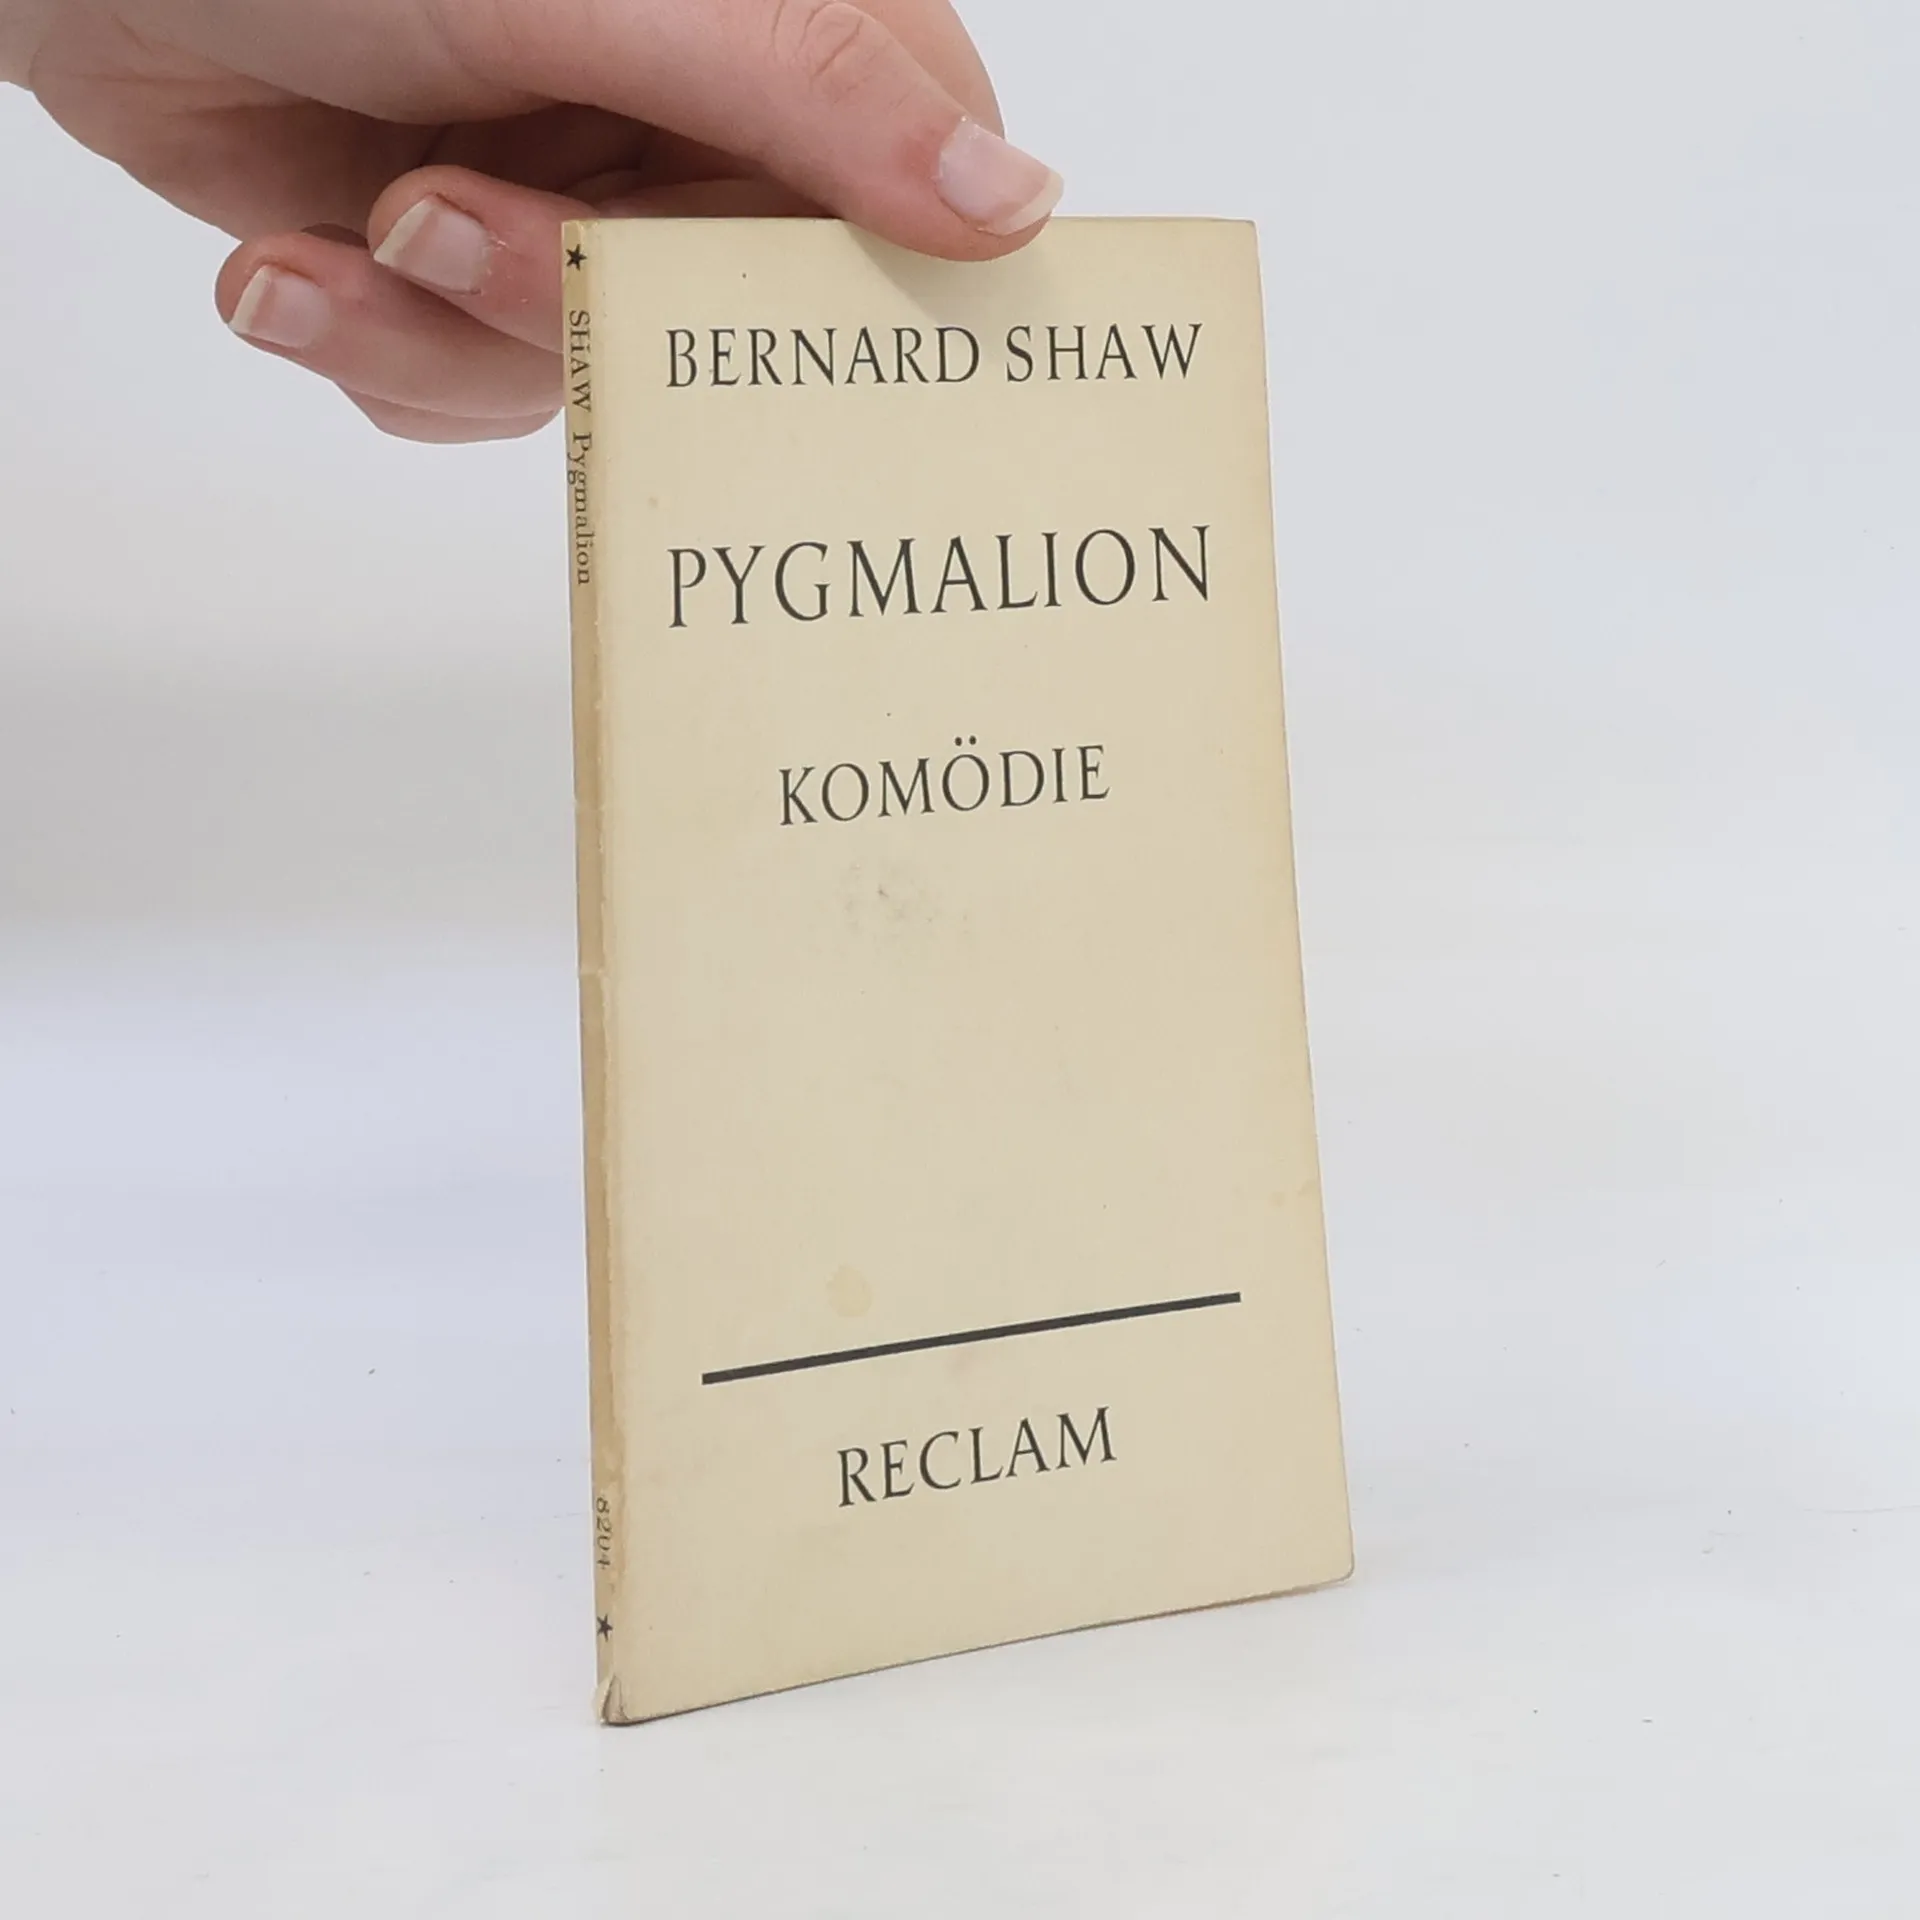 BERNARD SHAW
PYGMALION
KOMÖDIE
RECLAM
★ SHAW Pygmalion 8204 ★